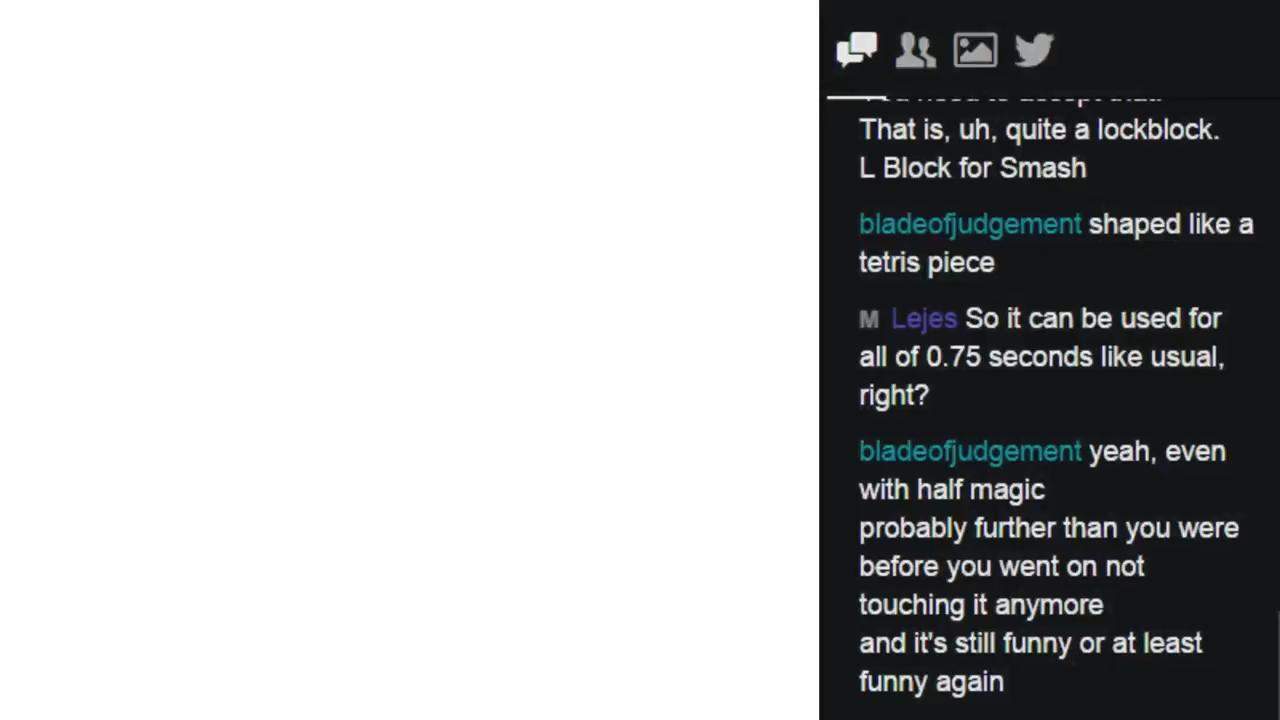 That is, uh, quite a lockblock.
L Block for Smash
bladeofjudgement shaped like a
tetris piece
M Lejes So it can be used for
all of 0.75 seconds like usual,
right?
bladeofjudgement yeah, even
with half magic
probably further than you were
before you went on not
touching it anymore
and it's still funny or at least
funny again